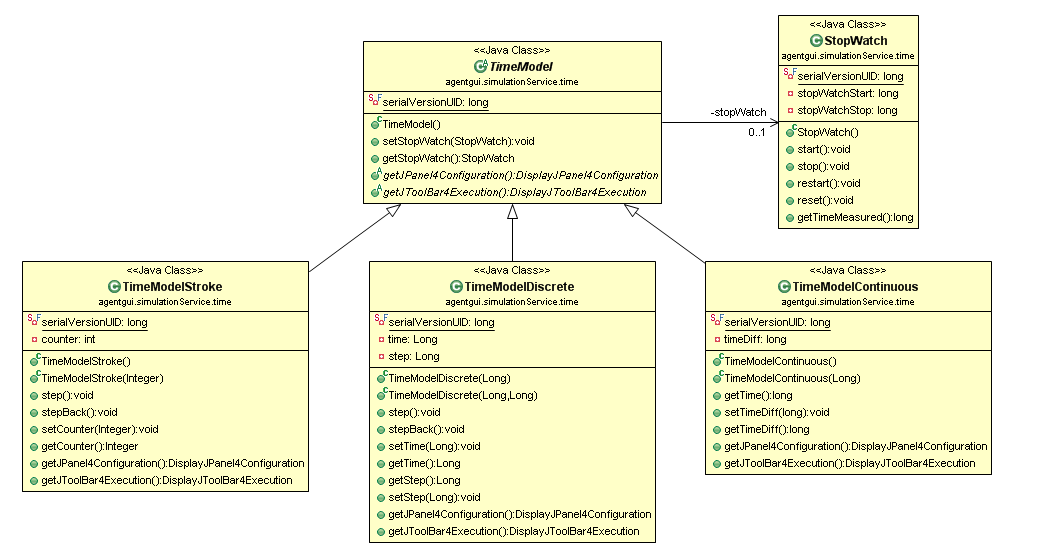 <<Java Class>>
TimeModel
agentgui.simulationService.time
serialVersionUID: long
TimeModel()
setStopWatch(StopWatch):void
getStopWatch():StopWatch
getJPanel4Configuration():DisplayJPanel4Configuration
getJToolBar4Execution():DisplayJToolBar4Execution
-stopWatch
0..1
<<Java Class>>
StopWatch
agentgui.simulationService.time
serialVersionUID: long
stopWatchStart: long
stopWatchStop: long
StopWatch()
start():void
stop():void
restart():void
reset():void
getTimeMeasured():long
<<Java Class>>
TimeModelStroke
agentgui.simulationService.time
serialVersionUID: long
counter: int
TimeModelStroke()
TimeModelStroke(Integer)
step():void
stepBack():void
setCounter(Integer):void
getCounter():Integer
getJPanel4Configuration():DisplayJPanel4Configuration
getJToolBar4Execution():DisplayJToolBar4Execution
<<Java Class>>
TimeModelDiscrete
agentgui.simulationService.time
serialVersionUID: long
time: Long
step: Long
TimeModelDiscrete(Long)
TimeModelDiscrete(Long,Long)
step():void
stepBack():void
setTime(Long):void
getTime():Long
getStep():Long
setStep(Long):void
getJPanel4Configuration():DisplayJPanel4Configuration
getJToolBar4Execution():DisplayJToolBar4Execution
<<Java Class>>
TimeModelContinuous
agentgui.simulationService.time
serialVersionUID: long
timeDiff: long
TimeModelContinuous()
TimeModelContinuous(Long)
getTime():long
setTimeDiff(long):void
getTimeDiff():long
getJPanel4Configuration():DisplayJPanel4Configuration
getJToolBar4Execution():DisplayJToolBar4Execution